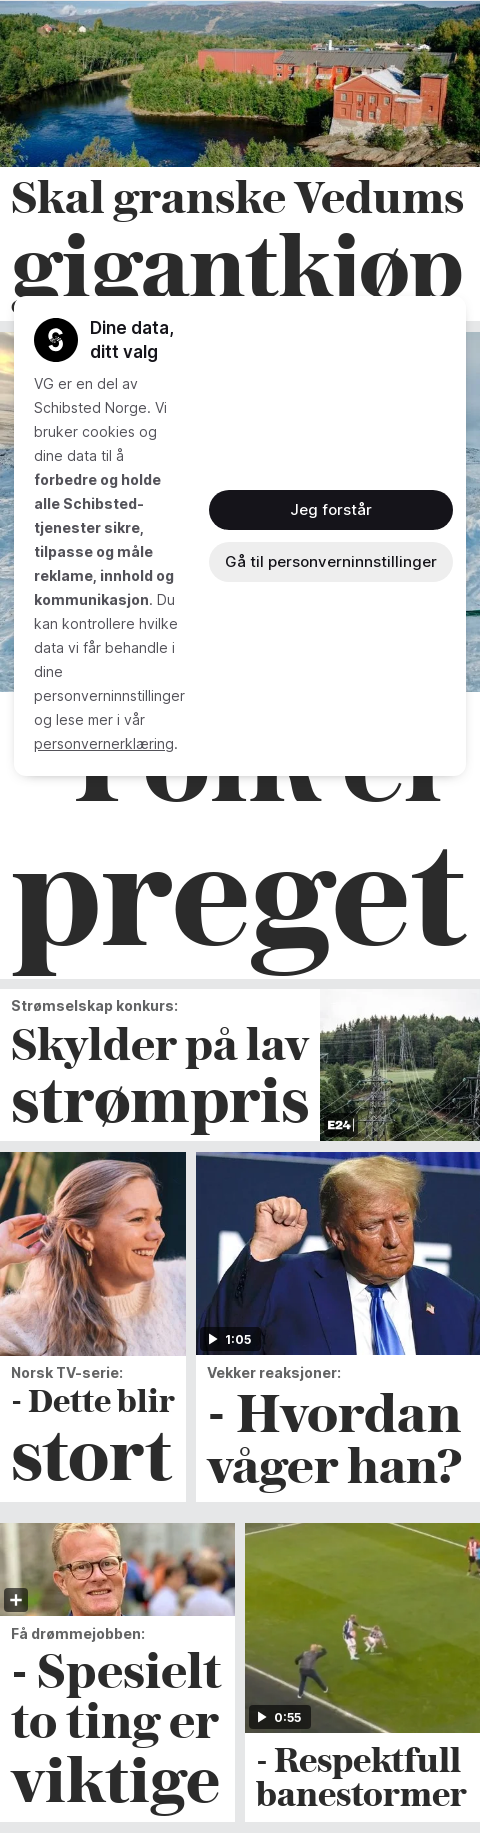 Skal granske Vedums
gigantkjøp
Dine data,
ditt valg
VG er en del av
Schibsted Norge. Vi
bruker cookies og
dine data til å
forbedre og holde
alle Schibsted-
tjenester sikre,
tilpasse og måle
reklame, innhold og
kommunikasjon. Du
kan kontrollere hvilke
data vi får behandle i
dine
personverninnstillinger
og lese mer i vår
personvernerklæring.
Jeg forstår
Gå til personverninnstillinger
Folk er
preget
Strømselskap konkurs:
Skylder på lav
strømpris
E24
1:05
Norsk TV-serie:
- Dette blir
stort
Vekker reaksjoner:
- Hvordan
våger han?
Få drømmejobben:
- Spesielt
to ting er
viktige
0:55
- Respektfull
banestormer